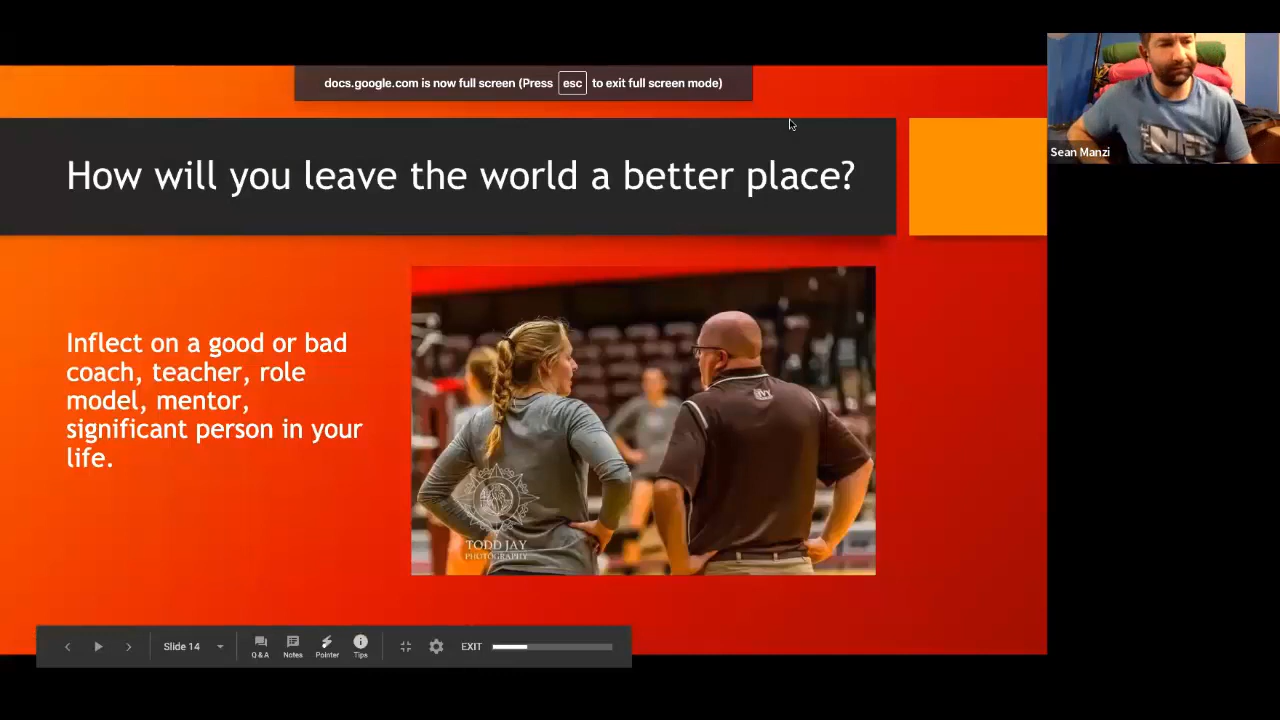 docs.google.com is now full screen (Press esc to exit full screen mode)
How will you leave the world a better place?
Sean Manzi
Inflect on a good or bad
coach, teacher, role
model, mentor,
significant person in your
life.
IVY
TODD JAY
PHOTOGRAPHY
Slide 14
Q&A
Notes
Pointer
Tips
EXIT